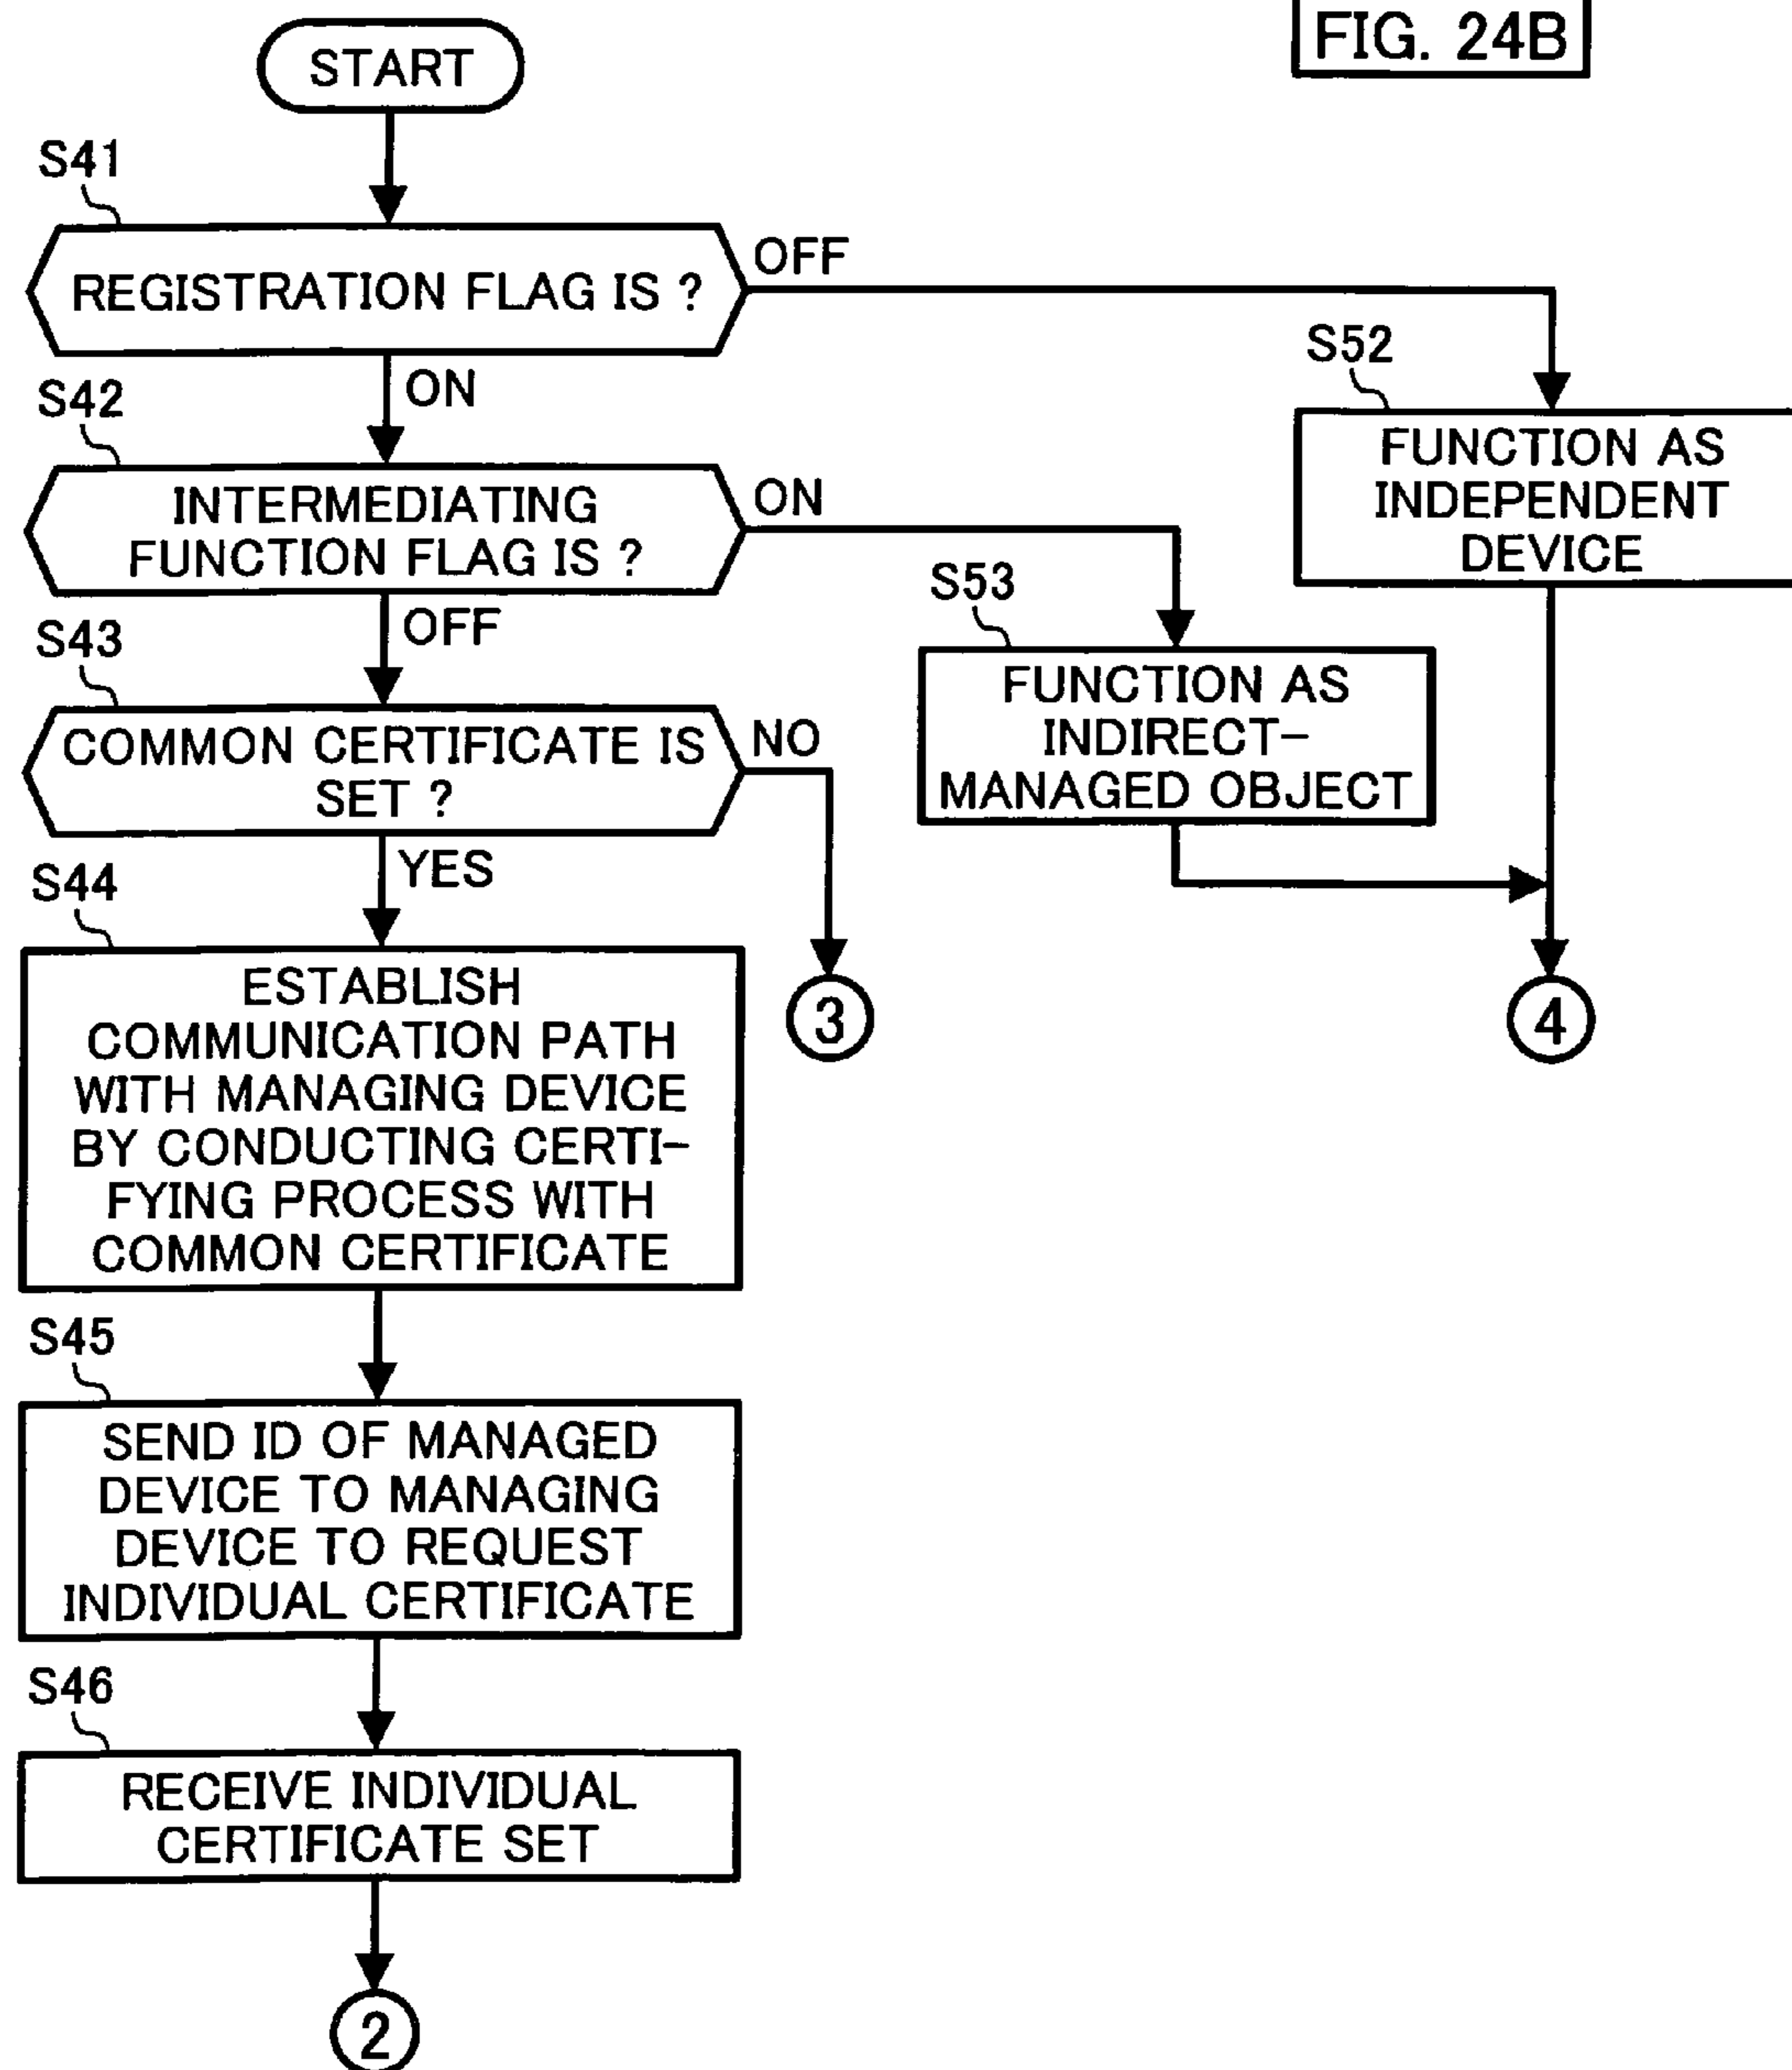 FIG. 24B
START
S41
REGISTRATION FLAG IS ?
OFF
ON
S52
FUNCTION AS
INDEPENDENT
DEVICE
S42
INTERMEDIATING
FUNCTION FLAG IS ?
ON
OFF
S53
FUNCTION AS
INDIRECT-
MANAGED OBJECT
S43
COMMON CERTIFICATE IS
SET ?
NO
YES
3
4
S44
ESTABLISH
COMMUNICATION PATH
WITH MANAGING DEVICE
BY CONDUCTING CERTI-
FYING PROCESS WITH
COMMON CERTIFICATE
S45
SEND ID OF MANAGED
DEVICE TO MANAGING
DEVICE TO REQUEST
INDIVIDUAL CERTIFICATE
S46
RECEIVE INDIVIDUAL
CERTIFICATE SET
2